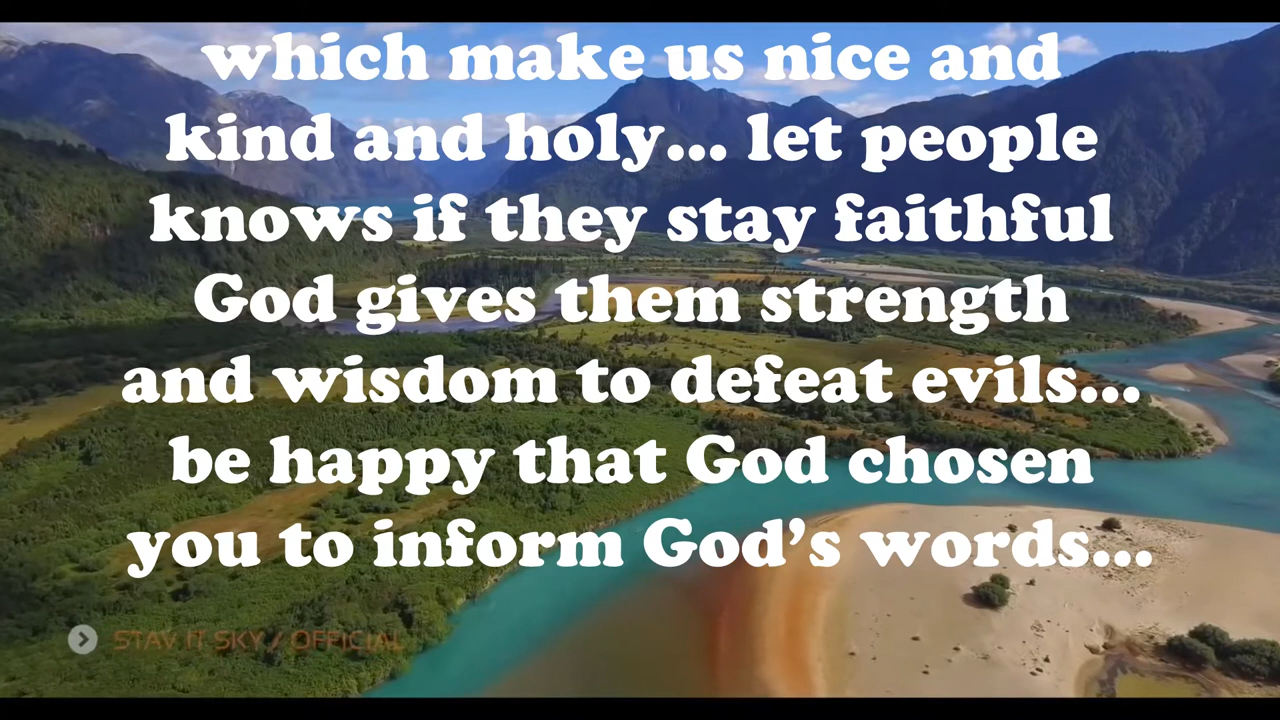 which make us nice and
kind and holy... let people
knows if they stay faithful
God gives them strength
and wisdom to defeat evils...
be happy that God chosen
you to inform God's words...
STAV IT SKY / OFFICIAL